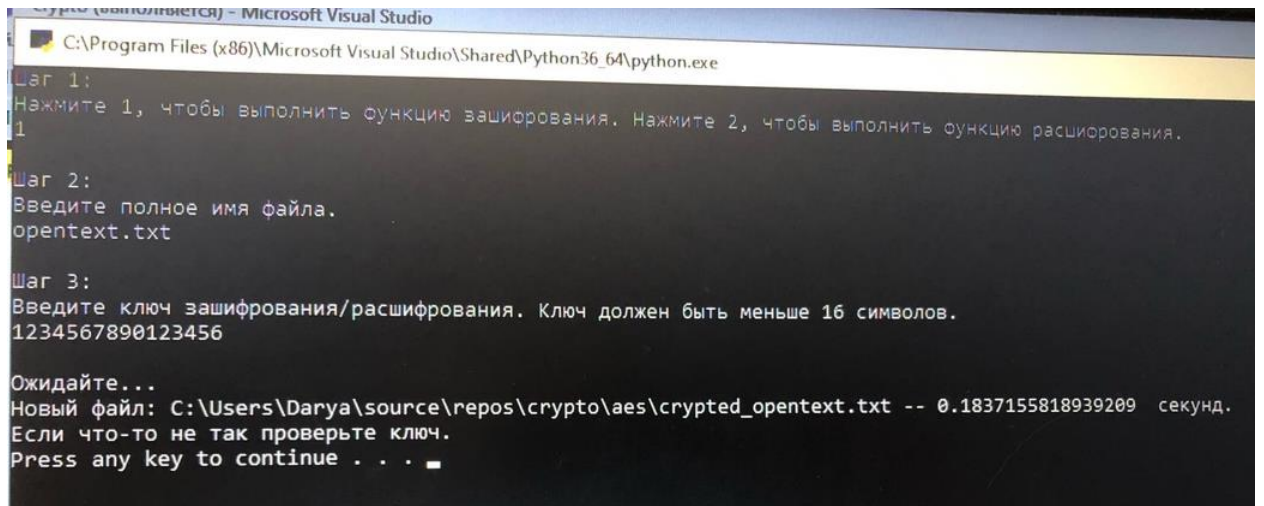 Crypto (выполняется) - Microsoft Visual Studio
C:\Program Files (x86)\Microsoft Visual Studio\Shared\Python36_64\python.exe
Шаг 1:
Нажмите 1, чтобы выполнить функцию зашифрования. Нажмите 2, чтобы выполнить функцию расшифрования.
1
Шаг 2:
Введите полное имя файла.
opentext.txt
Шаг 3:
Введите ключ зашифрования/расшифрования. Ключ должен быть меньше 16 символов.
1234567890123456
Ожидайте...
Новый файл: C:\Users\Darya\source\repos\crypto\aes\crypted_opentext.txt -- 0.1837155818939209 секунд.
Если что-то не так проверьте ключ.
Press any key to continue . . .